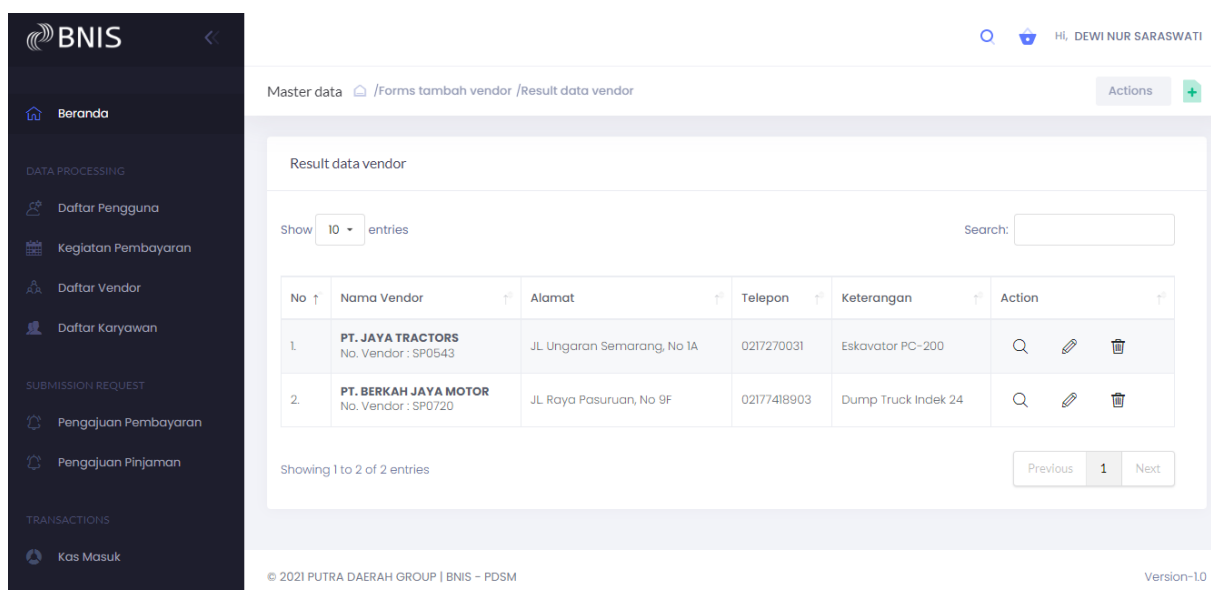 BNIS
Hi, DEWI NUR SARASWATI
Master data /Forms tambah vendor /Result data vendor
Actions
Beranda
DATA PROCESSING
Daftar Pengguna
Kegiatan Pembayaran
Daftar Vendor
Daftar Karyawan
SUBMISSION REQUEST
Pengajuan Pembayaran
Pengajuan Pinjaman
TRANSACTIONS
Kas Masuk
Result data vendor
Show 10 entries
Search:
No Nama Vendor Alamat Telepon Keterangan Action
1. PT. JAYA TRACTORS JL. Ungaran Semarang, No 1A 0217270031 Eskavator PC-200
No. Vendor : SP0543
2. PT. BERKAH JAYA MOTOR JL. Raya Pasuruan, No 9F 02177418903 Dump Truck Indek 24
No. Vendor : SP0720
Showing 1 to 2 of 2 entries
Previous 1 Next
© 2021 PUTRA DAERAH GROUP | BNIS - PDSM
Version-1.0